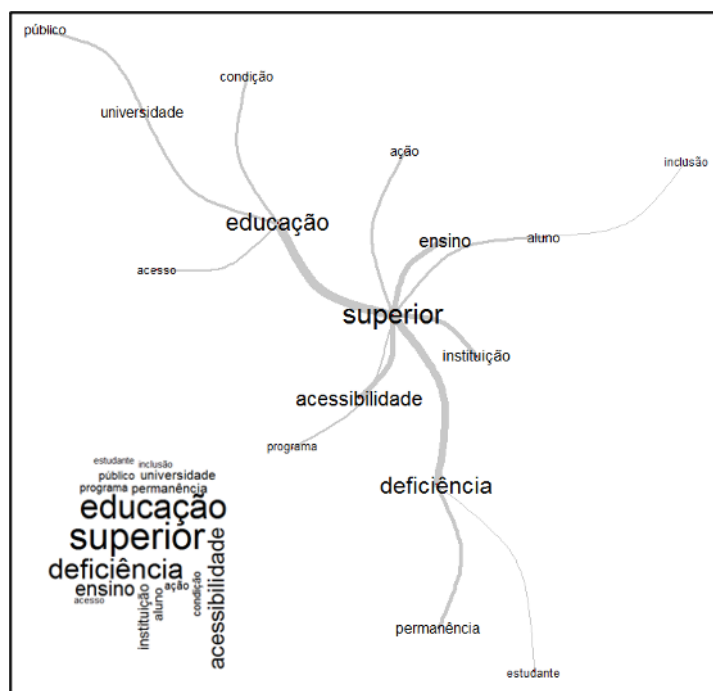 público
condição
universidade
ação
inclusão
educação
ensino
aluno
acesso
superior
instituição
acessibilidade
programa
deficiência
permanência
estudante
estudante inclusão
público universidade
programa permanência
educação
superior
deficiência
ensino ação
acesso
instituição
aluno
condição
acessibilidade